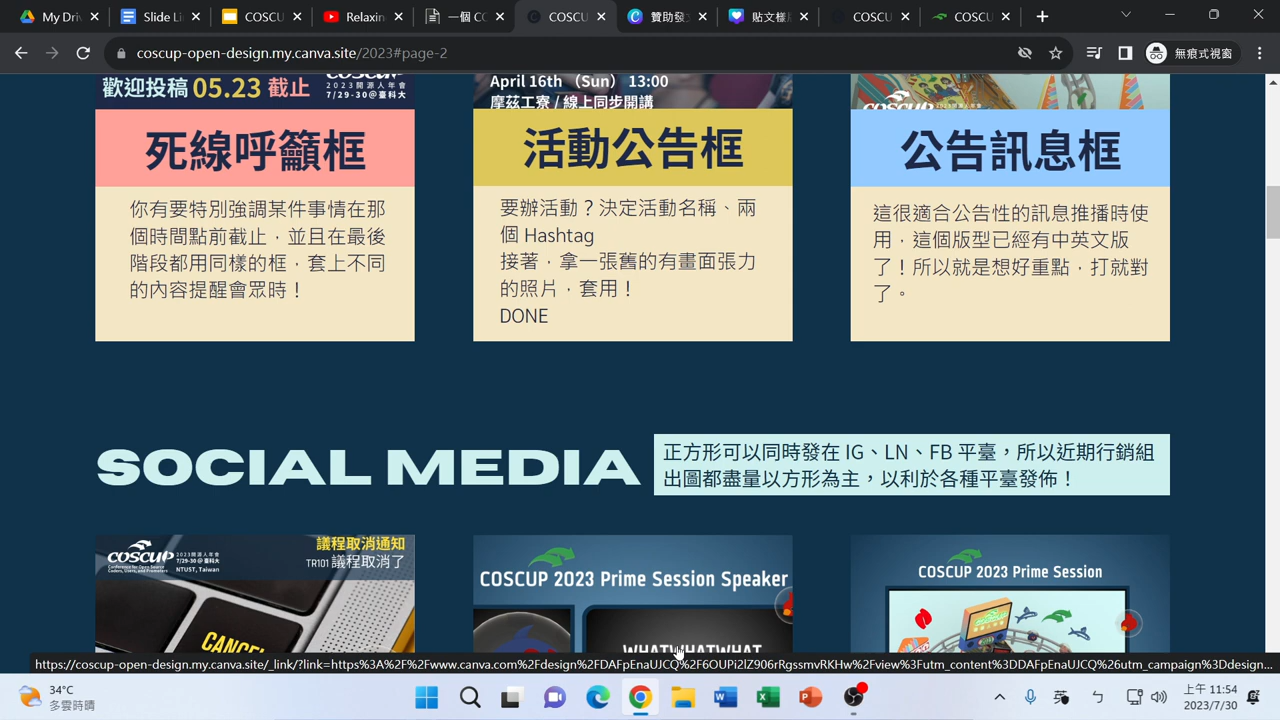 My Dri
Slide Li
COSCU
Relaxin
一個 CC
COSCU
贊助發文
貼文樣版
COSCU
COSCU
coscup-open-design.my.canva.site/2023#page-2
無痕式視窗
歡迎投稿 05.23 截止
2023開源人年會
7/29-30@臺科大
April 16th （Sun） 13:00
摩茲工寮 / 線上同步開講
死線呼籲框
活動公告框
公告訊息框
你有要特別強調某件事情在那
個時間點前截止，並且在最後
階段都用同樣的框，套上不同
的內容提醒會眾時！
要辦活動？決定活動名稱、兩
個 Hashtag
接著，拿一張舊的有畫面張力
的照片，套用！
DONE
這很適合公告性的訊息推播時使
用，這個版型已經有中英文版
了！所以就是想好重點，打就對
了。
SOCIAL MEDIA
正方形可以同時發在 IG、LN、FB 平臺，所以近期行銷組
出圖都盡量以方形為主，以利於各種平臺發佈！
COSCUP
Conference for Open Source
Coders, Users, and Promoters
2023開源人年會
7/29-30 @臺科大
NTUST, Taiwan
議程取消通知
TR101 議程取消了
CANCEL
COSCUP 2023 Prime Session Speaker
WHATWHATWHAT
COSCUP 2023 Prime Session
https://coscup-open-design.my.canva.site/_link/?link=https%3A%2F%2Fwww.canva.com%2Fdesign%2FDAFpEnaUJCQ%2F6OUPi2lZ906rRgssmvRKHw%2Fview%3Futm_content%3DDAFpEnaUJCQ%26utm_campaign%3Ddesign...
34°C
多雲時晴
英
上午 11:54
2023/7/30